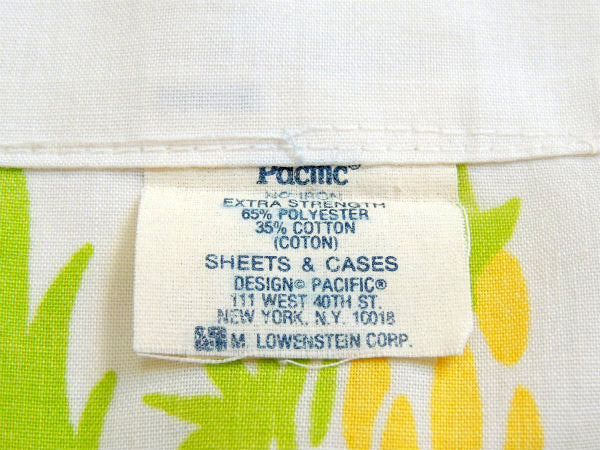 Pacific®
NO-IRON
EXTRA STRENGTH
65% POLYESTER
35% COTTON
(COTON)
SHEETS & CASES
DESIGN© PACIFIC®
111 WEST 40TH ST.
NEW YORK, N.Y. 10018
M LOWENSTEIN CORP.